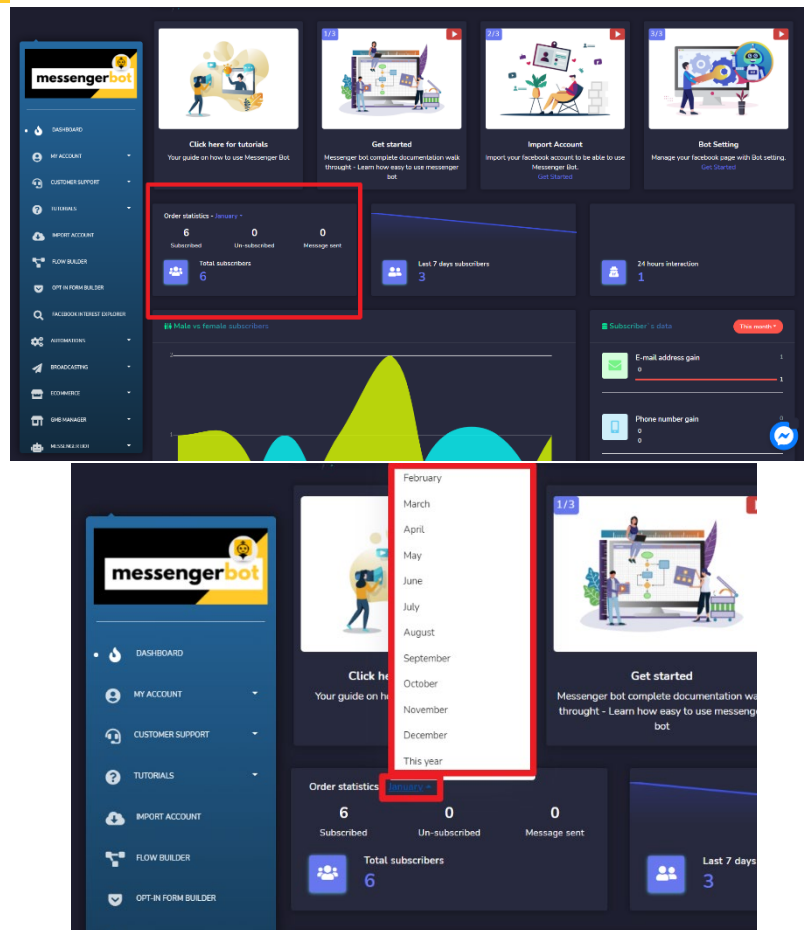 messengerbot
DASHBOARD
MY ACCOUNT
CUSTOMER SUPPORT
TUTORIALS
IMPORT ACCOUNT
FLOW BUILDER
OPT IN FORM BUILDER
FACEBOOK INTEREST EXPLORER
AUTOMATIONS
BROADCASTING
ECOMMERCE
GMB MANAGER
MESSENGER BOT
Click here for tutorials
Your guide on how to use Messenger Bot
1/3
Get started
Messenger bot complete documentation walk
throught - Learn how easy to use messenger
bot
2/3
Import Account
Import your facebook account to be able to use
Messenger Bot.
Get Started
3/3
Bot Setting
Manage your facebook page with Bot setting.
Get Started
Order statistics - January
6 0 0
Subscribed Un-subscribed Message sent
Total subscribers
6
Last 7 days subscribers
3
24 hours interaction
1
Male vs female subscribers
2
1
Subscriber`s data
This month
E-mail address gain 1
0
1
Phone number gain 0
0
0
messengerbot
DASHBOARD
MY ACCOUNT
CUSTOMER SUPPORT
TUTORIALS
IMPORT ACCOUNT
FLOW BUILDER
OPT-IN FORM BUILDER
February
March
April
May
June
July
August
September
October
November
December
This year
Click he
Your guide on h
1/3
Get started
Messenger bot complete documentation wa
throught - Learn how easy to use messeng
bot
Order statistics January
6 0 0
Subscribed Un-subscribed Message sent
Total subscribers
6
Last 7 days
3